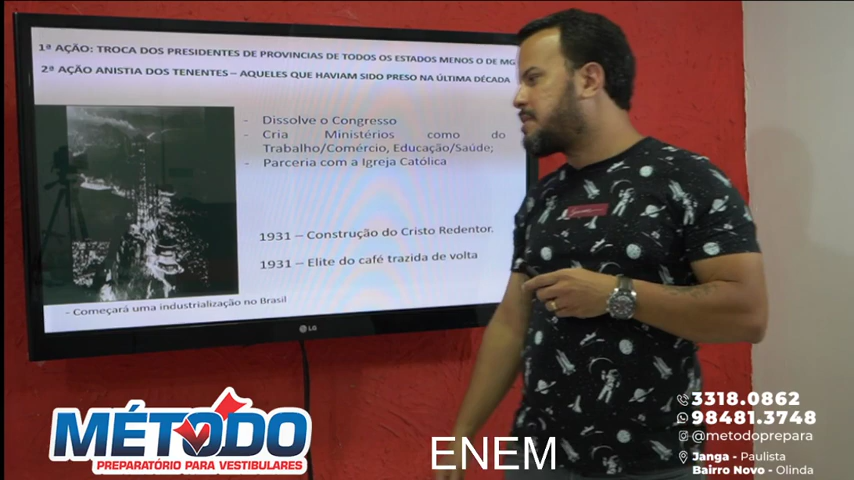 1ª AÇÃO: TROCA DOS PRESIDENTES DE PROVINCIAS DE TODOS OS ESTADOS MENOS O DE MG
2ª AÇÃO ANISTIA DOS TENENTES – AQUELES QUE HAVIAM SIDO PRESO NA ÚLTIMA DÉCADA
- Dissolve o Congresso
- Cria Ministérios como do
Trabalho/Comércio, Educação/Saúde;
- Parceria com a Igreja Católica
1931 – Construção do Cristo Redentor.
1931 – Elite do café trazida de volta
- Começará uma industrialização no Brasil
LG
MÉTODO
PREPARATÓRIO PARA VESTIBULARES
ENEM
3318.0862
98481.3748
@metodoprepara
Janga - Paulista
Bairro Novo - Olinda